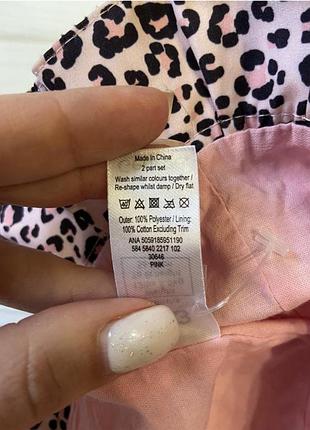 Made In China
2 part set
Wash similar colours together /
Re-shape whilst damp / Dry flat
Outer: 100% Polyester / Lining:
100% Cotton Excluding Trim
ANA 5059185951190
584 5840 2217 102
30646
PINK